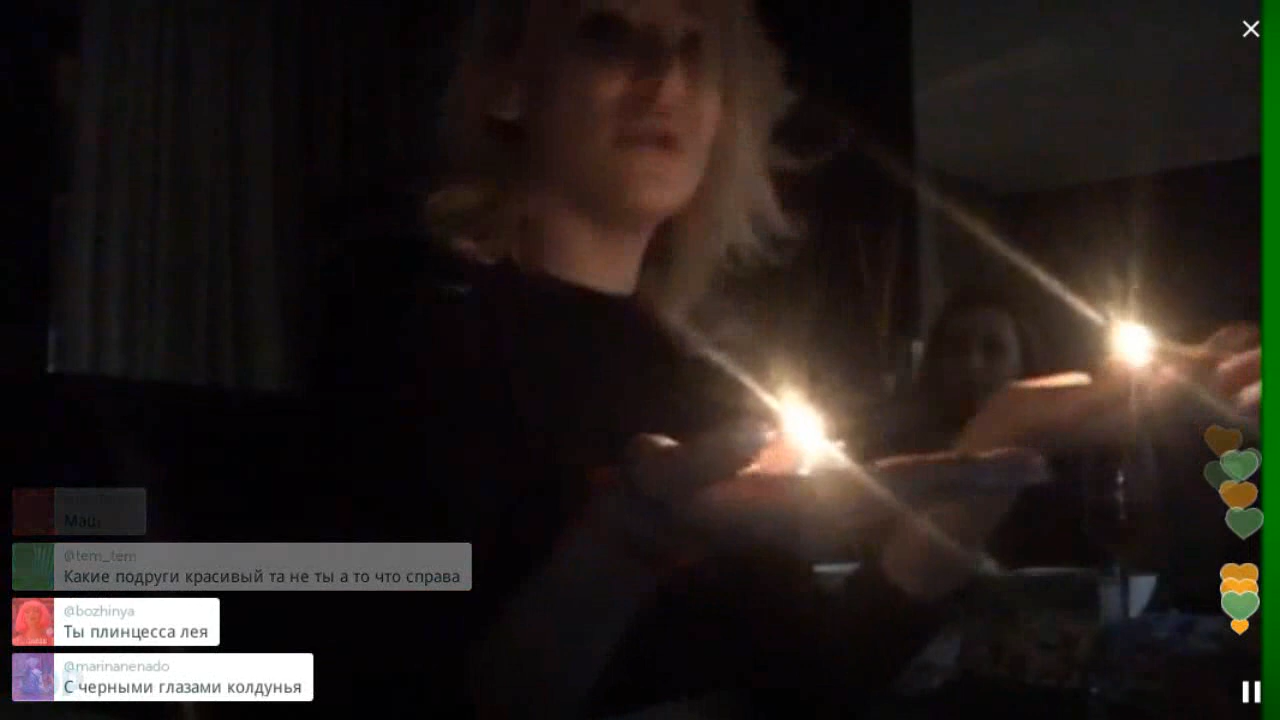 Маш
@tem_tem
Какие подруги красивый та не ты а то что справа
@bozhinya
Ты плинцесса лея
@marinanenado
С черными глазами колдунья